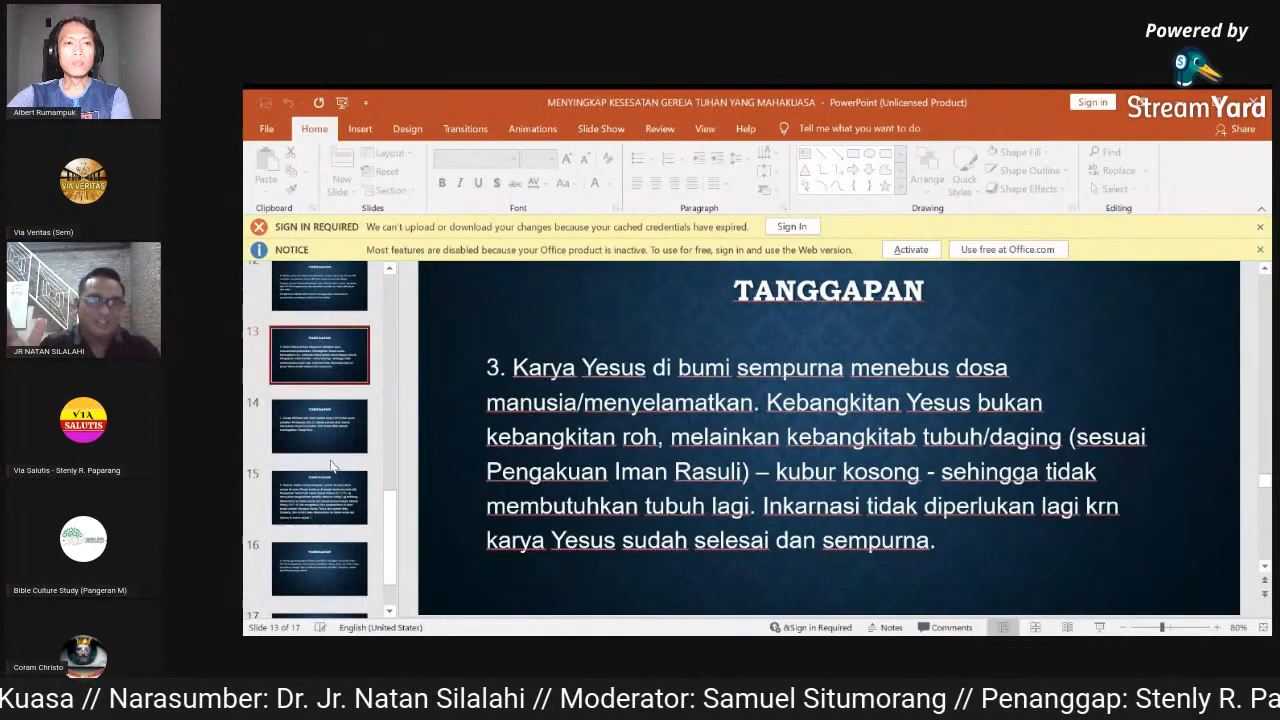 Powered by
StreamYard
Albert Rumampuk
VIA VERITAS
Via Veritas (Sem)
JR NATAN SILALAHI
VIA
SALUTIS
Via Salutis - Stenly R. Paparang
Bible Culture Study (Pangeran M)
Coram Christo
MENYINGKAP KESESATAN GEREJA TUHAN YANG MAHAKUASA - PowerPoint (Unlicensed Product)
Sign in
File Home Insert Design Transitions Animations Slide Show Review View Help Tell me what you want to do
Share
Paste
New
Slide
Layout
Reset
Section
Arrange
Quick
Styles
Shape Fill
Shape Outline
Shape Effects
Find
Replace
Select
Clipboard Slides Font Paragraph Drawing Editing
SIGN IN REQUIRED We can't upload or download your changes because your cached credentials have expired. Sign In
NOTICE Most features are disabled because your Office product is inactive. To use for free, sign in and use the Web version. Activate Use free at Office.com
12
13
14
15
16
17
TANGGAPAN
3. Karya Yesus di bumi sempurna menebus dosa
manusia/menyelamatkan. Kebangkitan Yesus bukan
kebangkitan roh, melainkan kebangkitab tubuh/daging (sesuai
Pengakuan Iman Rasuli) – kubur kosong - sehingga tidak
membutuhkan tubuh lain. Inkarnasi tidak diperlukan lagi krn
karya Yesus sudah selesai dan sempurna.
Slide 13 of 17 English (United States)
&Sign in Required Notes Comments 80%
Kuasa // Narasumber: Dr. Jr. Natan Silalahi // Moderator: Samuel Situmorang // Penanggap: Stenly R. Pa